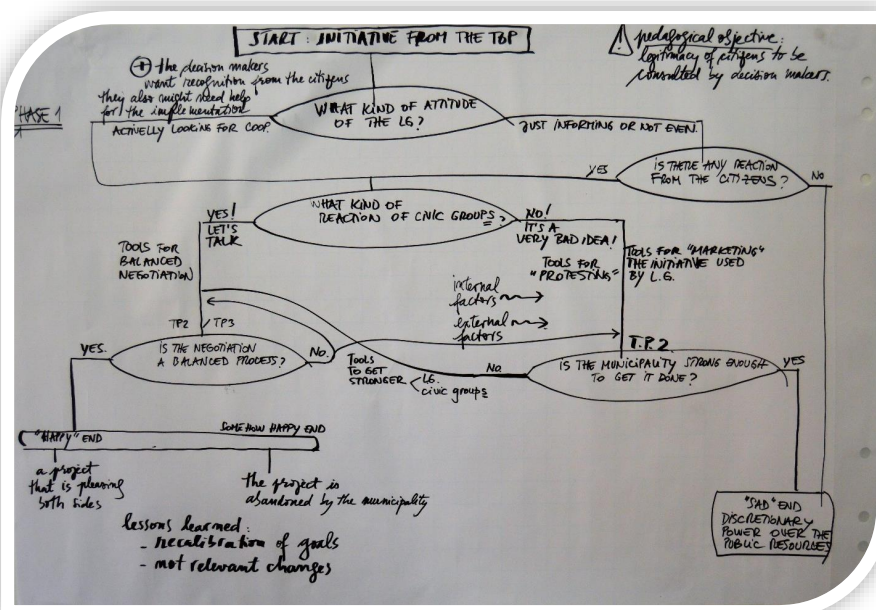 START: INITIATIVE FROM THE TOP
pedagogical objective:
legitimacy of citizens to be
consulted by decision makers.
+ the decision makers
want recognition from the citizens
they also might need help
for the implementation
PHASE 1
WHAT KIND OF ATTITUDE
OF THE LG?
ACTIVELLY LOOKING FOR COOP.
JUST INFORMING OR NOT EVEN.
IS THERE ANY REACTION
FROM THE CITIZENS?
YES
NO
WHAT KIND OF
REACTION OF CIVIC GROUPS?
YES!
LET'S
TALK
NO!
IT'S A
VERY BAD IDEA!
TOOLS FOR
BALANCED
NEGOTIATION
TOOLS FOR
"PROTESTING"
TOOLS FOR "MARKETING"
THE INITIATIVE USED
BY L.G.
internal
factors
external
factors
TP2 / TP3
T.P.2
IS THE NEGOTIATION
A BALANCED PROCESS?
YES.
No.
TOOLS
TO GET
STRONGER
LG.
civic groups
No
IS THE MUNICIPALITY STRONG ENOUGH
TO GET IT DONE?
YES
"HAPPY" END
SOMEHOW HAPPY END
a project
that is pleasing
both sides
the project is
abandoned by the municipality
"SAD" END
DISCRETIONARY
POWER OVER THE
PUBLIC RESOURCES
lessons learned:
- recalibration of goals
- not relevant changes